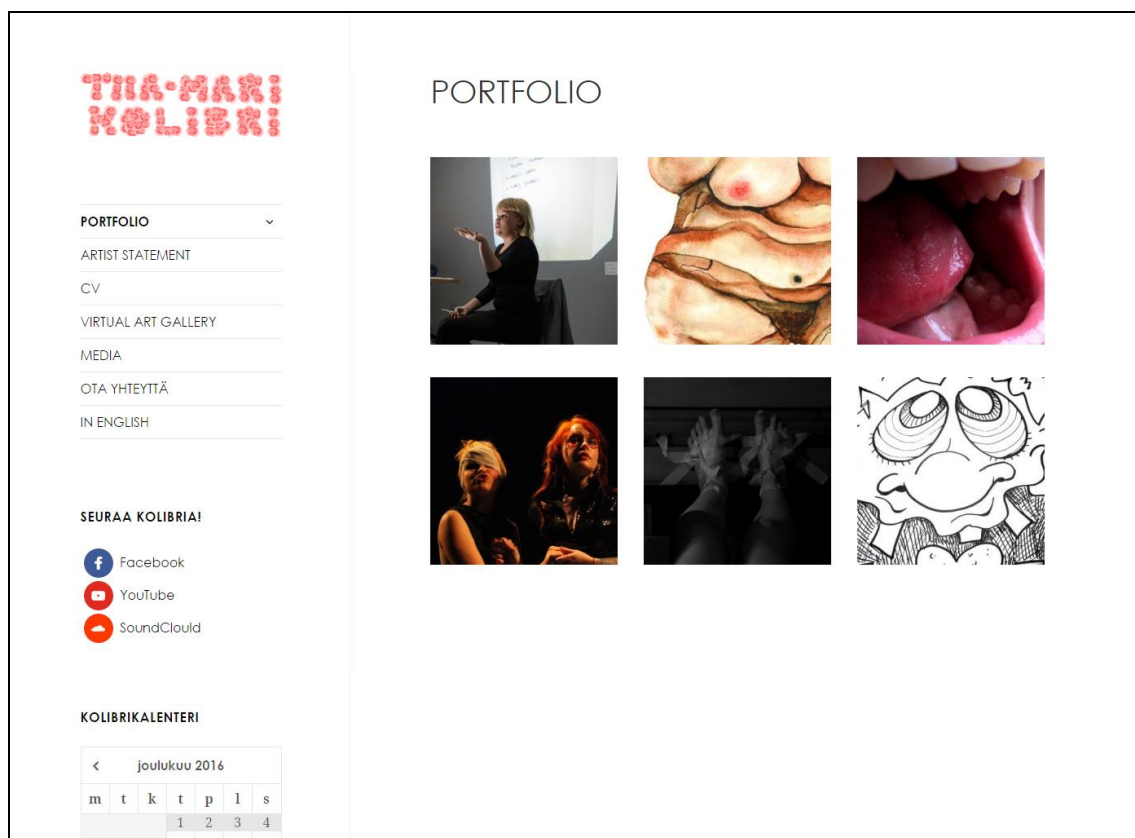 TIIA-MARI
KOLIBRI
PORTFOLIO
ARTIST STATEMENT
CV
VIRTUAL ART GALLERY
MEDIA
OTA YHTEYTTÄ
IN ENGLISH
SEURAA KOLIBRIA!
Facebook
YouTube
SoundClould
KOLIBRIKALENTERI
joulukuu 2016
m t k t p l s
1 2 3 4
PORTFOLIO